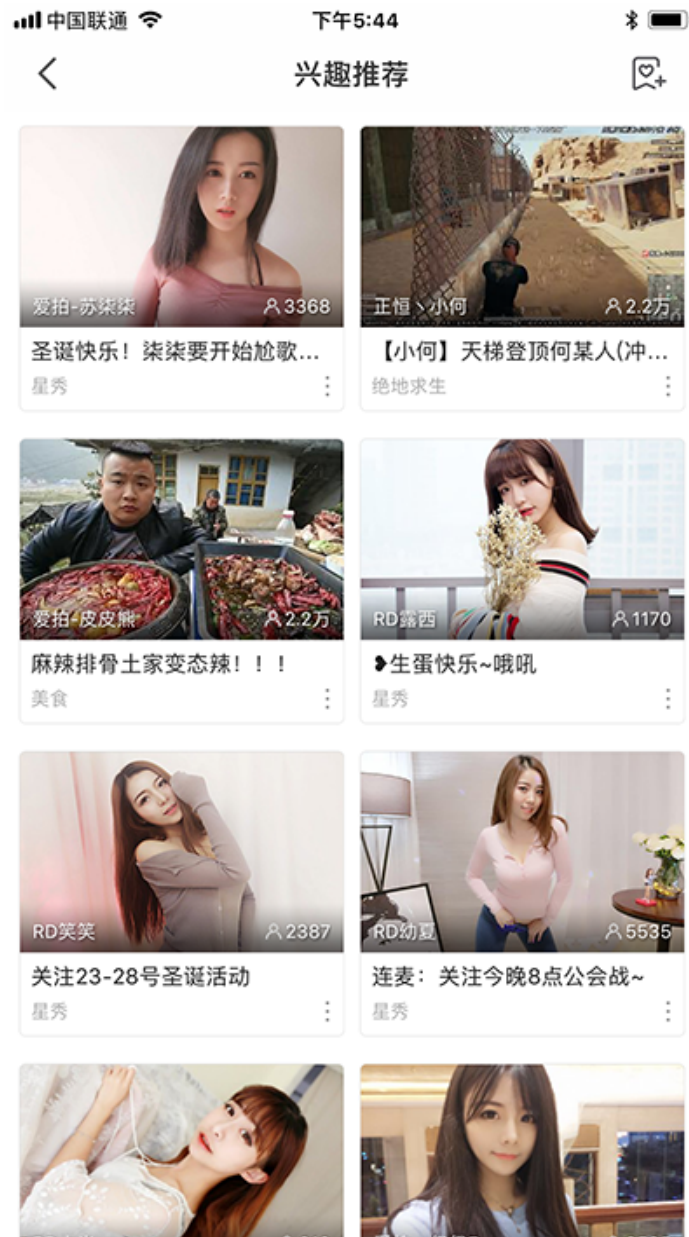 中国联通
下午5:44
兴趣推荐
爱拍-苏柒柒
3368
圣诞快乐！柒柒要开始尬歌...
星秀
正恒丶小何
2.2万
【小何】天梯登顶何某人(冲...
绝地求生
爱拍-皮皮熊
2.2万
麻辣排骨土家变态辣！！！
美食
RD露西
1170
❥生蛋快乐~哦吼
星秀
RD笑笑
2387
关注23-28号圣诞活动
星秀
RD幼夏
5535
连麦：关注今晚8点公会战~
星秀